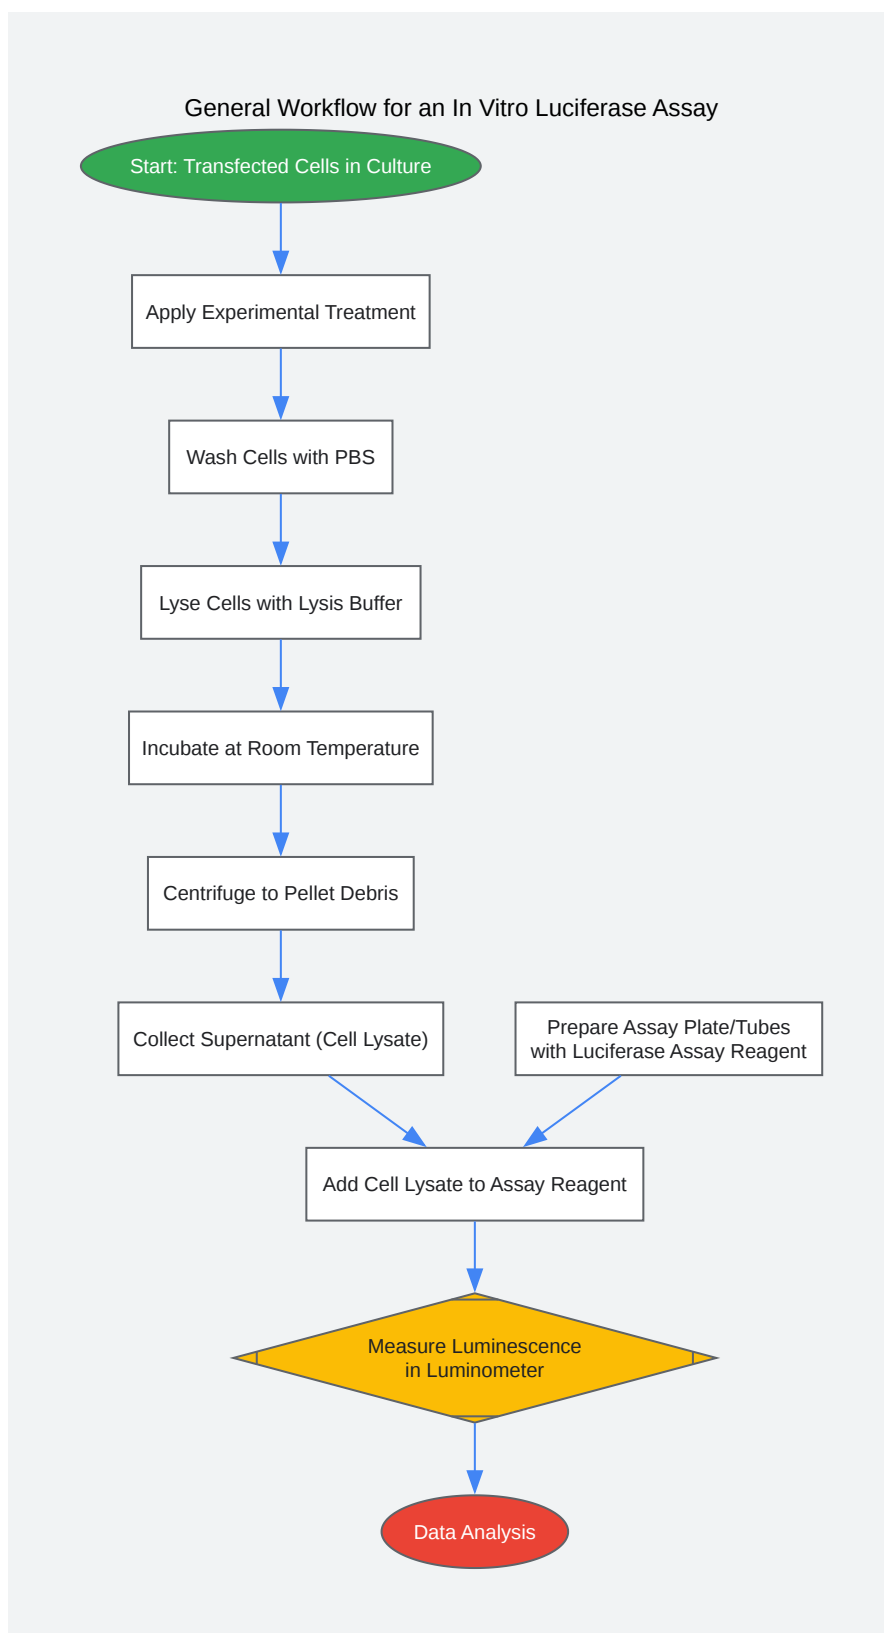 General Workflow for an In Vitro Luciferase Assay
Start: Transfected Cells in Culture
Apply Experimental Treatment
Wash Cells with PBS
Lyse Cells with Lysis Buffer
Incubate at Room Temperature
Centrifuge to Pellet Debris
Collect Supernatant (Cell Lysate)
Prepare Assay Plate/Tubes
with Luciferase Assay Reagent
Add Cell Lysate to Assay Reagent
Measure Luminescence
in Luminometer
Data Analysis